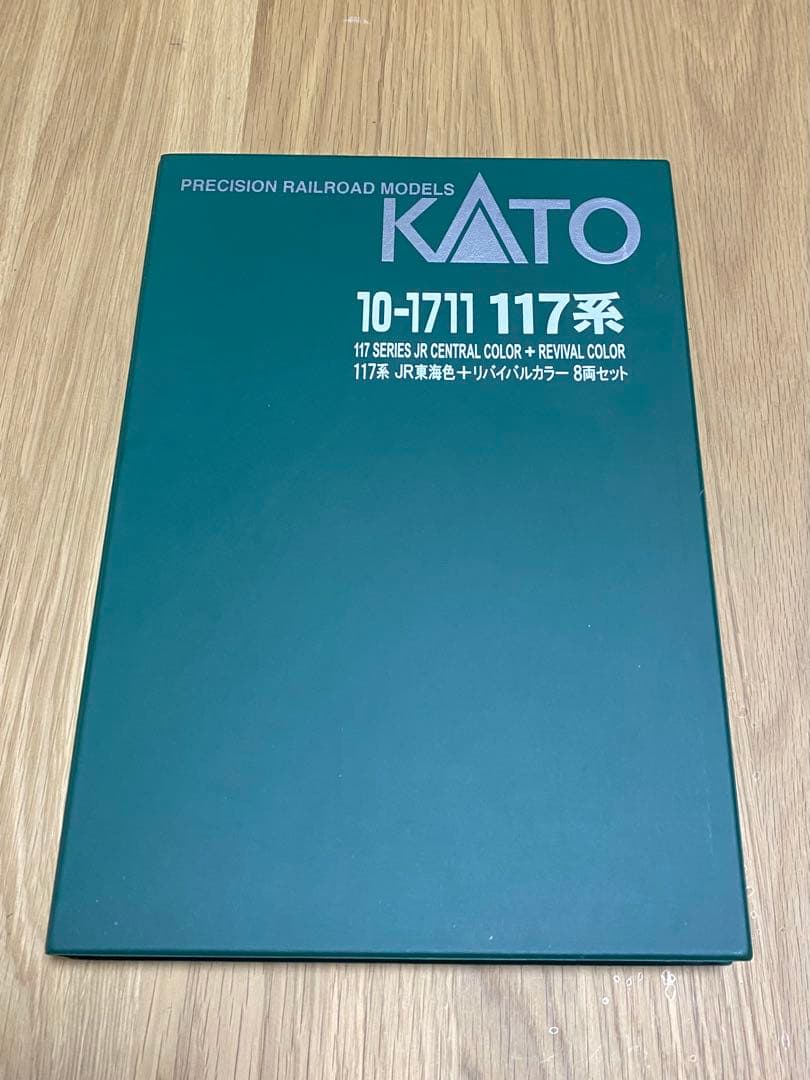 PRECISION RAILROAD MODELS
KATO
10-1711 117系
117 SERIES JR CENTRAL COLOR + REVIVAL COLOR
117系 JR東海色+リバイバルカラー 8両セット